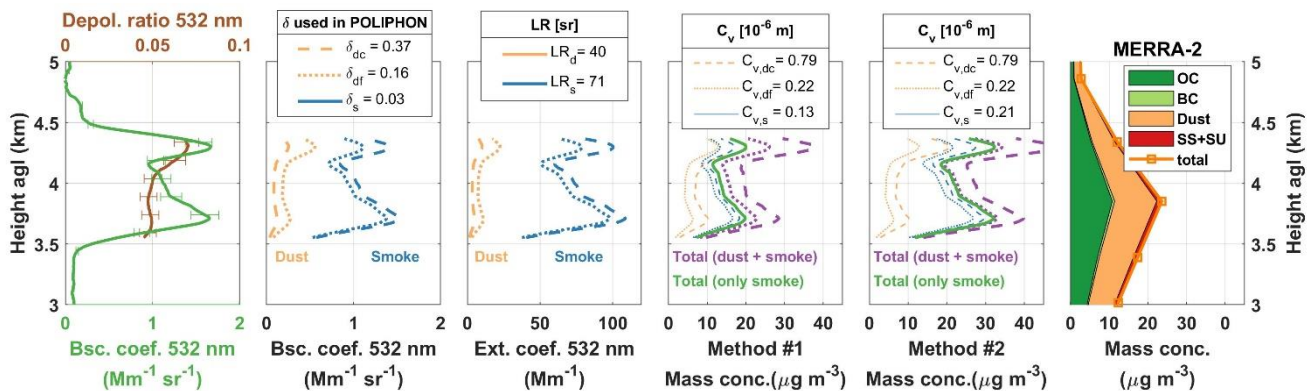 Depol. ratio 532 nm
0 0.05 0.1
5
4.5
4
3.5
3
Height agl (km)
0 1 2
Bsc. coef. 532 nm
(Mm⁻¹ sr⁻¹)
δ used in POLIPHON
δdc = 0.37
δdf = 0.16
δs = 0.03
Dust
Smoke
0 1 2
Bsc. coef. 532 nm
(Mm⁻¹ sr⁻¹)
LR [sr]
LRd= 40
LRs= 71
Dust
Smoke
0 50 100
Ext. coef. 532 nm
(Mm⁻¹)
Cv [10⁻⁶ m]
Cv,dc = 0.79
Cv,df = 0.22
Cv,s = 0.13
Total (dust + smoke)
Total (only smoke)
0 10 20 30 40
Method #1
Mass conc.(μg m⁻³)
Cv [10⁻⁶ m]
Cv,dc = 0.79
Cv,df = 0.22
Cv,s = 0.21
Total (dust + smoke)
Total (only smoke)
0 10 20 30 40
Method #2
Mass conc.(μg m⁻³)
MERRA-2
OC
BC
Dust
SS+SU
total
5
4.5
4
3.5
3
Height agl (km)
0 10 20 30 40
Mass conc.
(μg m⁻³)